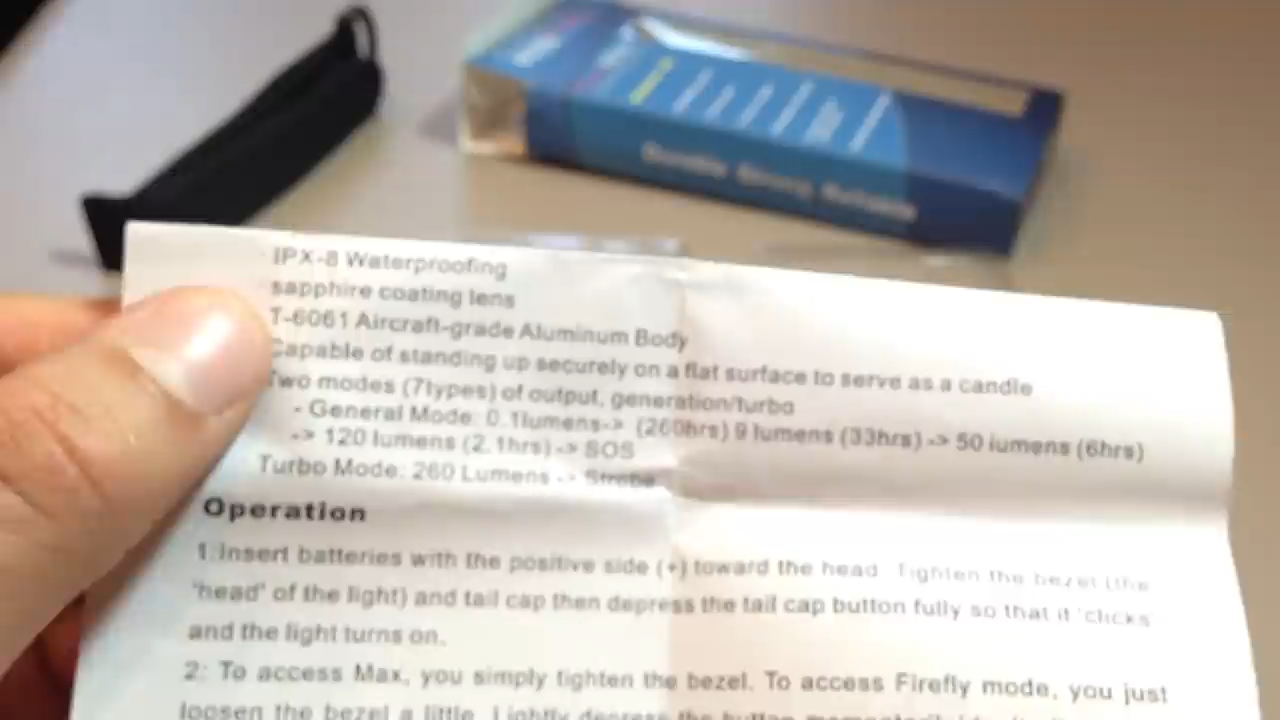 Durable Strong Reliable
IPX-8 Waterproofing
sapphire coating lens
T-6061 Aircraft-grade Aluminum Body
Capable of standing up securely on a flat surface to serve as a candle
Two modes (7types) of output, generation/turbo
- General Mode: 0.1lumens-> (260hrs) 9 lumens (33hrs) -> 50 lumens (6hrs)
-> 120 lumens (2.1hrs) -> SOS
Turbo Mode: 260 Lumens -> Strobe
Operation
1:Insert batteries with the positive side (+) toward the head. Tighten the bezel (the
'head' of the light) and tail cap then depress the tail cap button fully so that it 'clicks'
and the light turns on.
2: To access Max, you simply tighten the bezel. To access Firefly mode, you just
loosen the bezel a little. Lightly depress the button momentarily